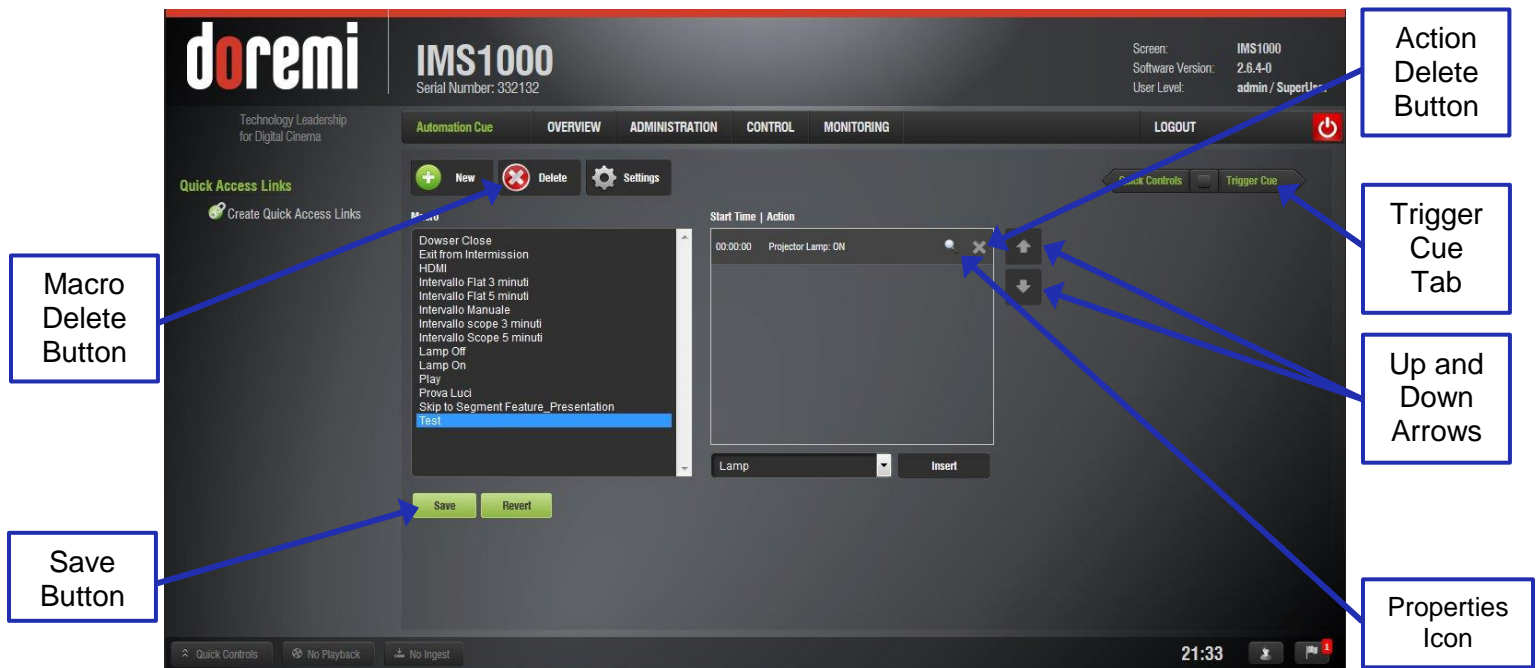 doremi
Technology Leadership
for Digital Cinema
IMS1000
Serial Number: 332132
Screen: IMS1000
Software Version: 2.6.4-0
User Level: admin / SuperUser
Automation Cue OVERVIEW ADMINISTRATION CONTROL MONITORING LOGOUT
Quick Access Links
Create Quick Access Links
New Delete Settings
Quick Controls Trigger Cue
Macro
Start Time | Action
Dowser Close
Exit from Intermission
HDMI
Intervallo Flat 3 minuti
Intervallo Flat 5 minuti
Intervallo Manuale
Intervallo scope 3 minuti
Intervallo Scope 5 minuti
Lamp Off
Lamp On
Play
Prova Luci
Skip to Segment Feature_Presentation
Test
00:00:00 Projector Lamp: ON
Lamp Insert
Save Revert
Quick Controls No Playback No Ingest
21:33
1
Macro
Delete
Button
Save
Button
Action
Delete
Button
Trigger
Cue
Tab
Up and
Down
Arrows
Properties
Icon